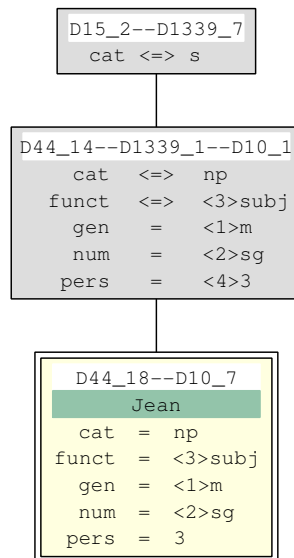 D15_2--D1339_7
cat <=> s
D44_14--D1339_1--D10_1
cat <=> np
funct <=> <3>subj
gen = <1>m
num = <2>sg
pers = <4>3
D44_18--D10_7
Jean
cat = np
funct = <3>subj
gen = <1>m
num = <2>sg
pers = 3